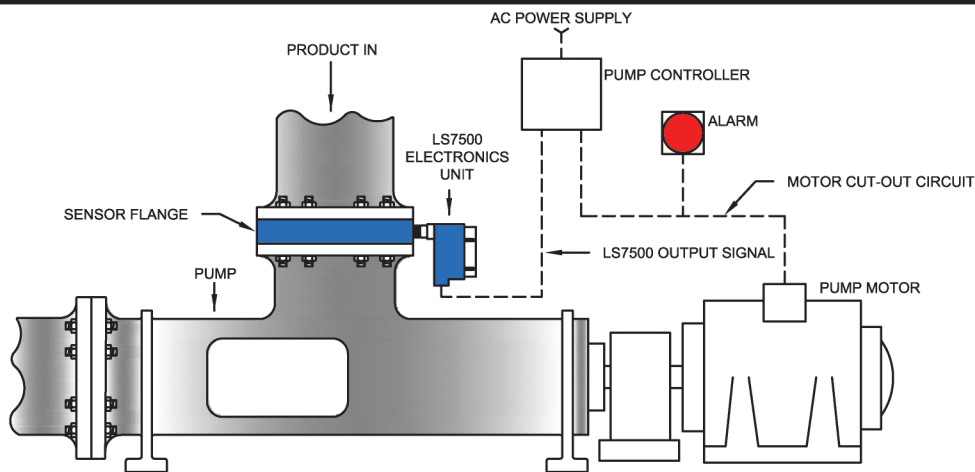 AC POWER SUPPLY
PRODUCT IN
PUMP CONTROLLER
LS7500
ELECTRONICS
UNIT
ALARM
MOTOR CUT-OUT CIRCUIT
SENSOR FLANGE
LS7500 OUTPUT SIGNAL
PUMP
PUMP MOTOR